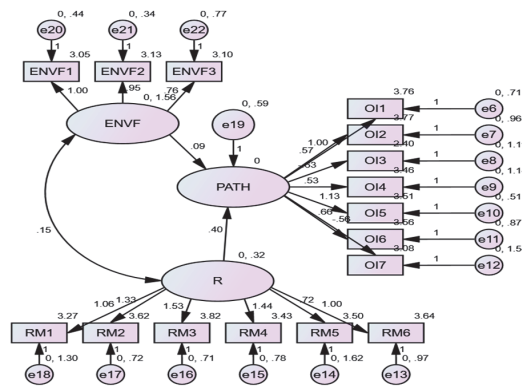 0, .44
0, .34
0, .77
e20
e21
e22
1
1
1
3.05
3.13
3.10
ENVF1
ENVF2
ENVF3
1.00
.95
.76
0, 1.56
ENVF
0, .59
e19
1
.09
0
PATH
.15
.40
3.76
OI1
1
0, .71
e6
3.77
OI2
1
0, .96
e7
2.40
OI3
1
0, 1.1
e8
3.46
OI4
1
0, 1.1
e9
3.51
OI5
1
0, .51
e10
3.56
OI6
1
0, .87
e11
3.08
OI7
1
0, 1.5
e12
1.00
.57
.53
1.13
.66
0, .32
R
1.06
1.33
1.53
1.44
.72
1.00
3.27
3.62
3.82
3.43
3.50
3.64
RM1
RM2
RM3
RM4
RM5
RM6
1
1
1
1
1
1
0, 1.30
0, .72
0, .71
0, .78
0, 1.62
0, .97
e18
e17
e16
e15
e14
e13